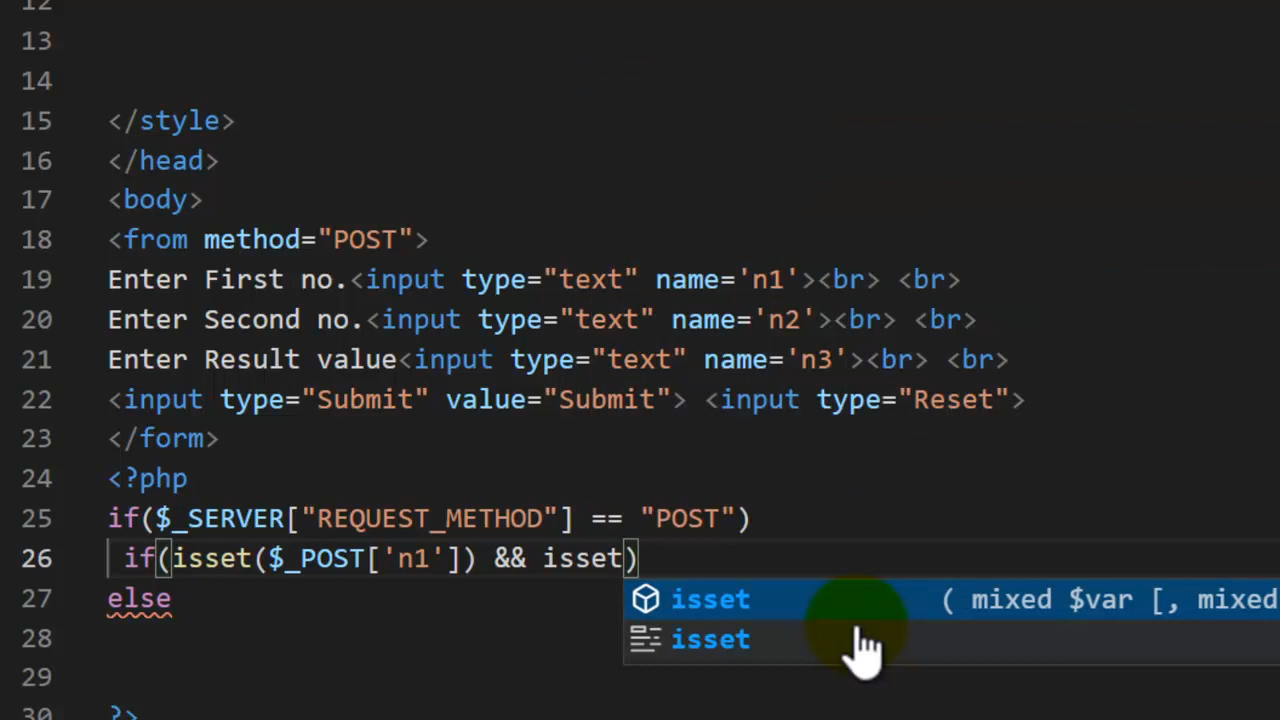 12
13
14
15 </style>
16 </head>
17 <body>
18 <from method="POST">
19 Enter First no.<input type="text" name='n1'><br> <br>
20 Enter Second no.<input type="text" name='n2'><br> <br>
21 Enter Result value<input type="text" name='n3'><br> <br>
22 <input type="Submit" value="Submit"> <input type="Reset">
23 </form>
24 <?php
25 if($_SERVER["REQUEST_METHOD"] == "POST")
26 if(isset($_POST['n1']) && isset)
27 else isset ( mixed $var [, mixed
28 isset
29
30 ?>